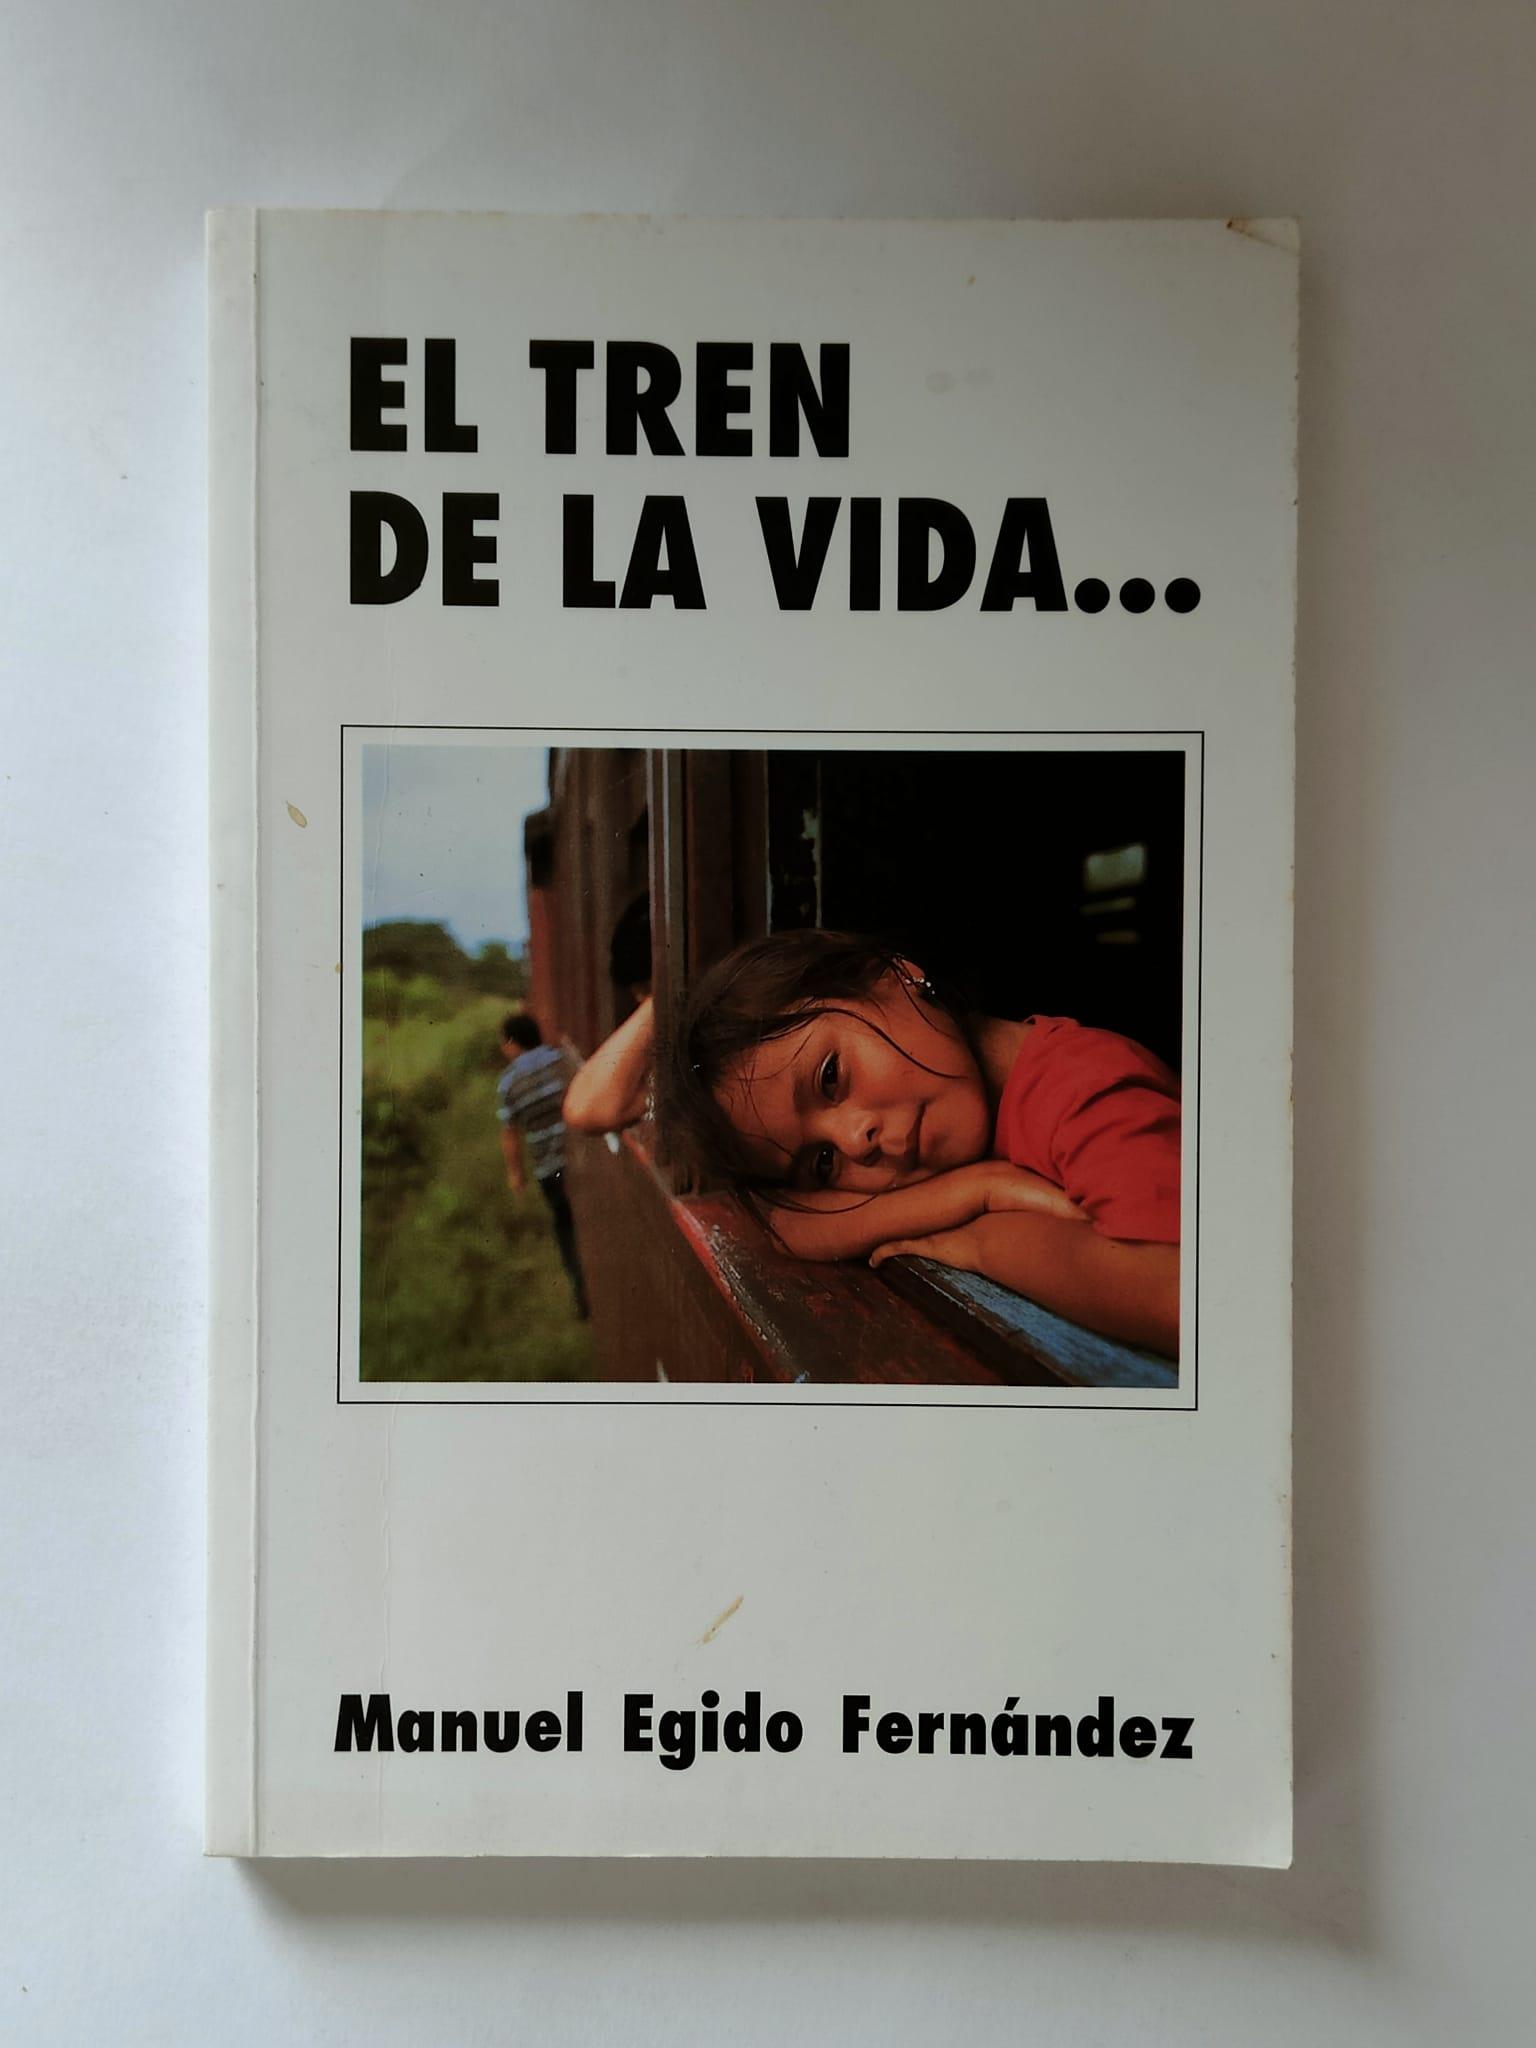 EL TREN
DE LA VIDA...
Manuel Egido Fernández